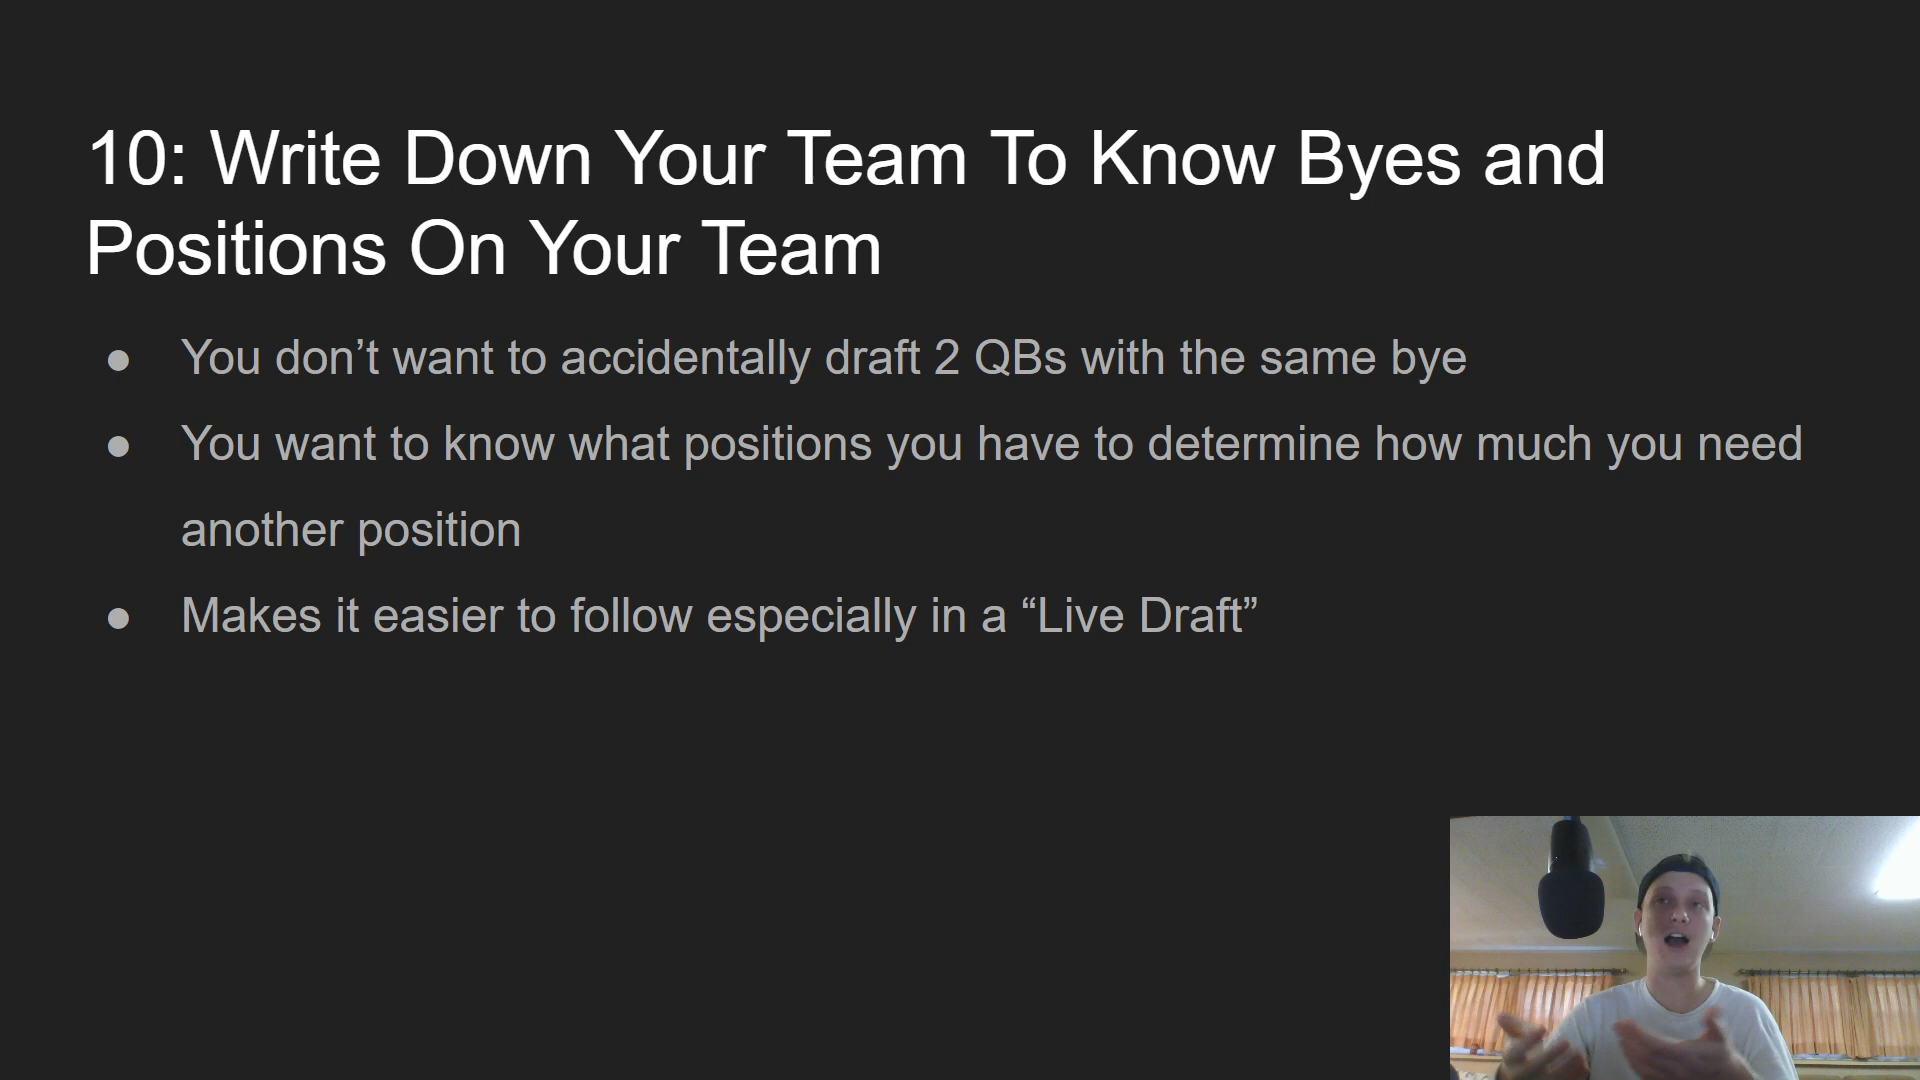 10: Write Down Your Team To Know Byes and
Positions On Your Team
● You don’t want to accidentally draft 2 QBs with the same bye
● You want to know what positions you have to determine how much you need
another position
● Makes it easier to follow especially in a “Live Draft”